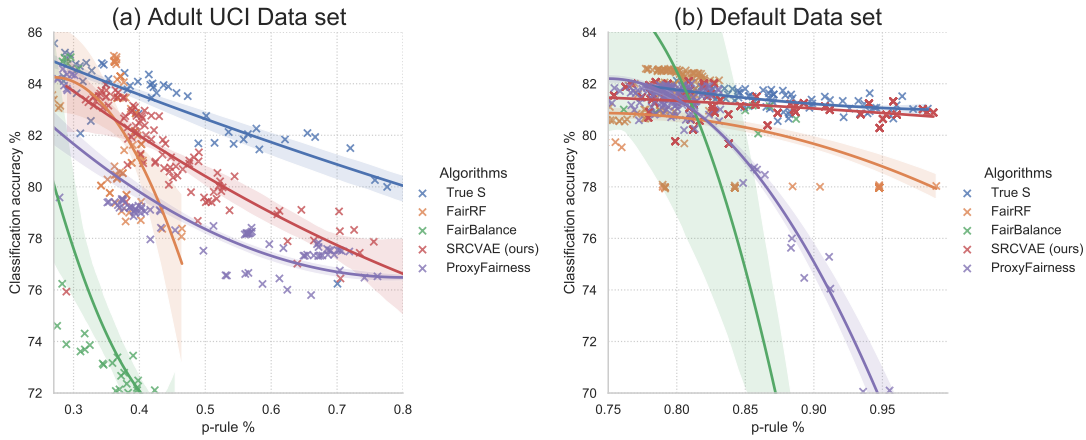 (a) Adult UCI Data set
86
84
82
80
78
76
74
72
0.3 0.4 0.5 0.6 0.7 0.8
Classification accuracy %
p-rule %
Algorithms
True S
FairRF
FairBalance
SRCVAE (ours)
ProxyFairness
(b) Default Data set
84
82
80
78
76
74
72
70
0.75 0.80 0.85 0.90 0.95
Classification accuracy %
p-rule %
Algorithms
True S
FairRF
FairBalance
SRCVAE (ours)
ProxyFairness